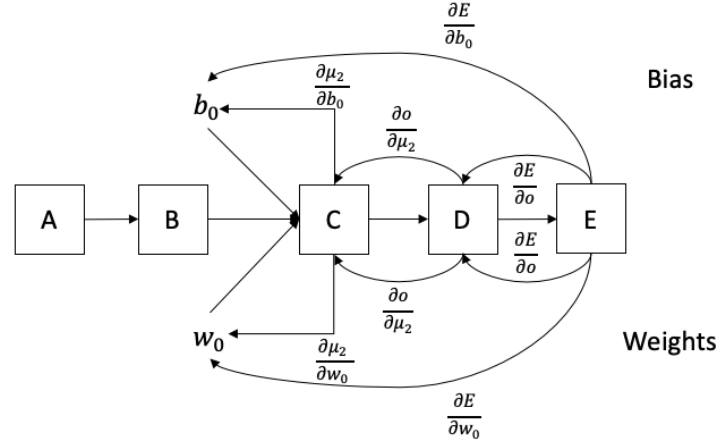 ∂E/∂b₀
Bias
∂μ₂/∂b₀
b₀
∂o/∂μ₂
∂E/∂o
A
B
C
D
E
∂E/∂o
∂o/∂μ₂
w₀
∂μ₂/∂w₀
Weights
∂E/∂w₀